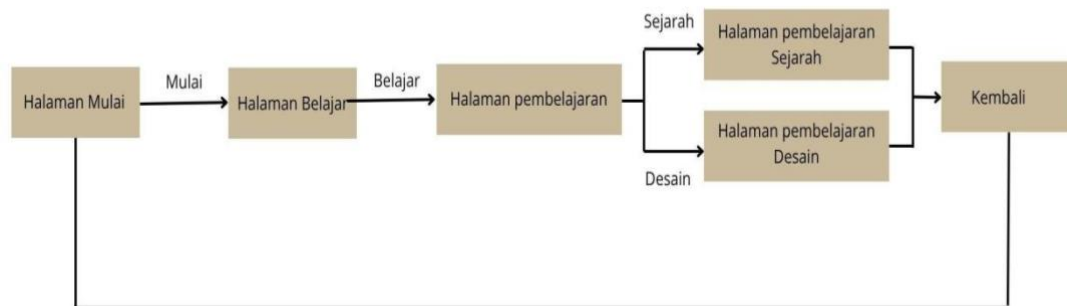 Halaman Mulai
Mulai
Halaman Belajar
Belajar
Halaman pembelajaran
Sejarah
Halaman pembelajaran
Sejarah
Desain
Halaman pembelajaran
Desain
Kembali